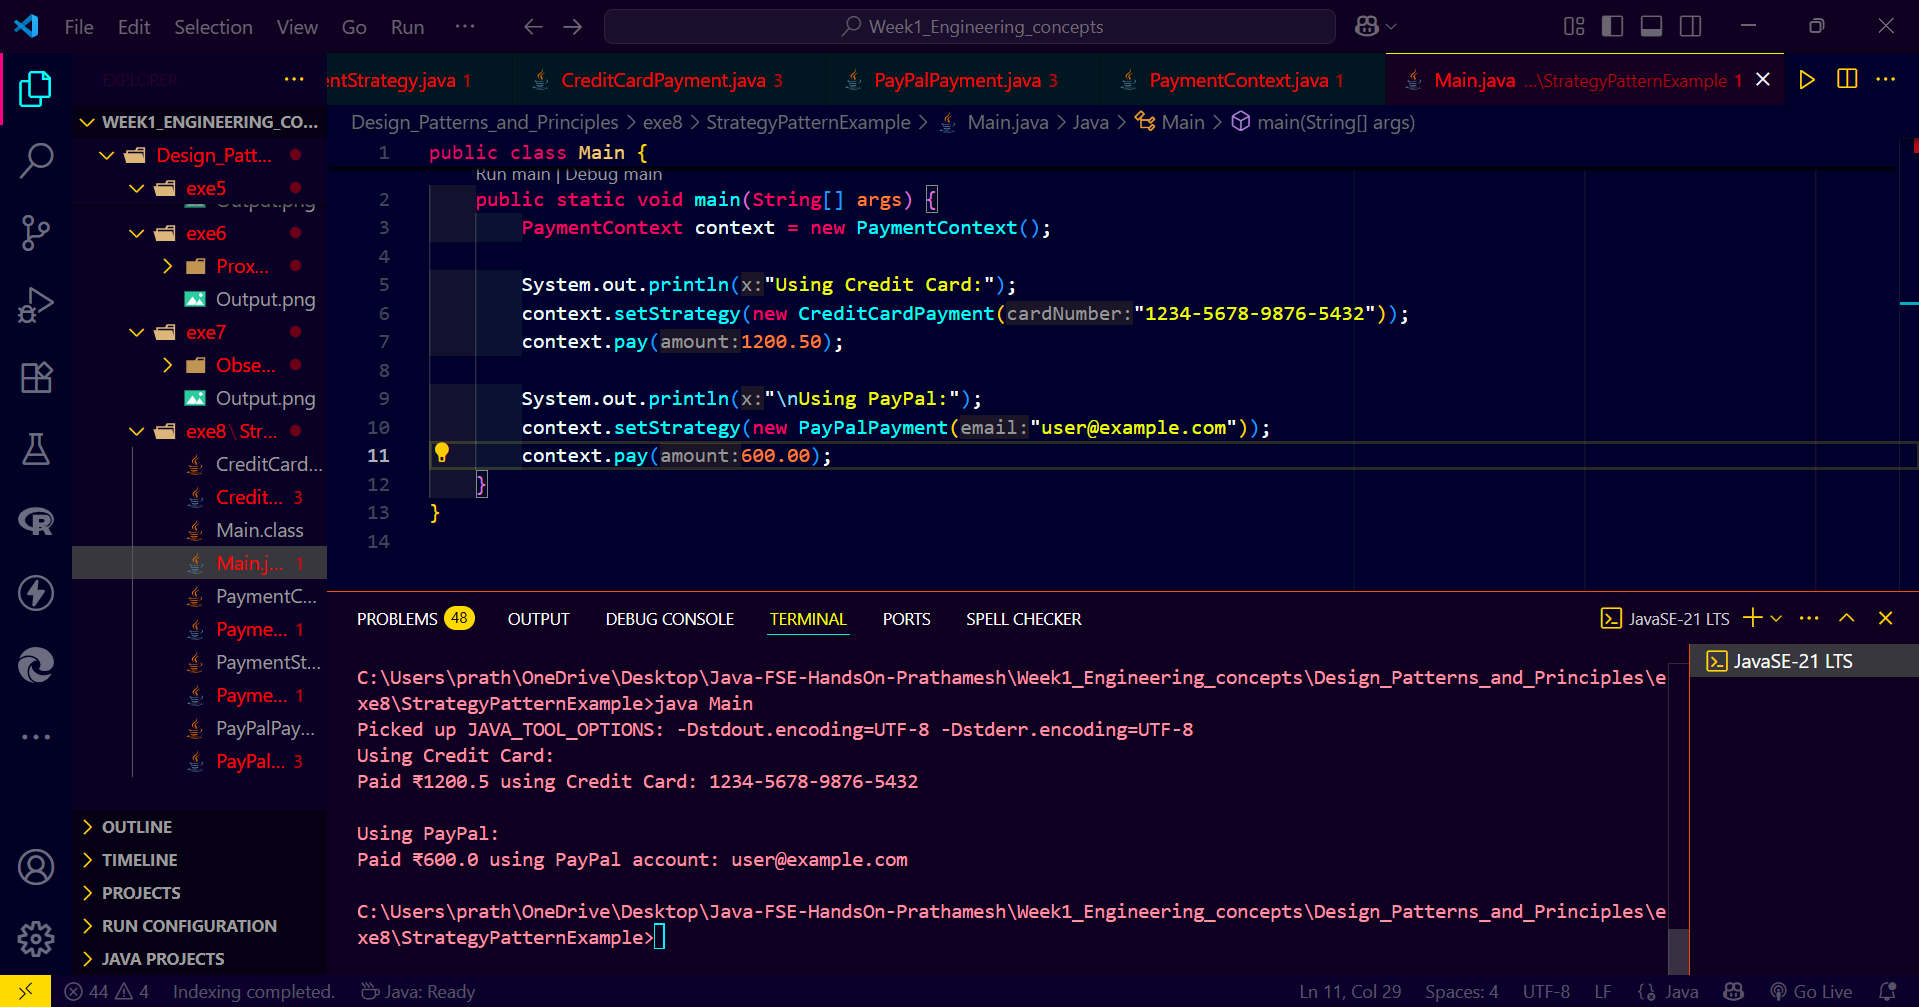 File Edit Selection View Go Run ··· Week1_Engineering_concepts
EXPLORER ···
ntStrategy.java 1 CreditCardPayment.java 3 PayPalPayment.java 3 PaymentContext.java 1 Main.java ...\StrategyPatternExample 1
WEEK1_ENGINEERING_CO...
Design_Patterns_and_Principles > exe8 > StrategyPatternExample > Main.java > Java > Main > main(String[] args)
Design_Patt...
exe5
Output.png
exe6
Prox...
Output.png
exe7
Obse...
Output.png
exe8\Str...
CreditCard...
Credit... 3
Main.class
Main.j... 1
PaymentC...
Payme... 1
PaymentSt...
Payme... 1
PayPalPay...
PayPal... 3
OUTLINE
TIMELINE
PROJECTS
RUN CONFIGURATION
JAVA PROJECTS
1 public class Main {
Run main | Debug main
2 public static void main(String[] args) {
3 PaymentContext context = new PaymentContext();
4
5 System.out.println(x:"Using Credit Card:");
6 context.setStrategy(new CreditCardPayment(cardNumber:"1234-5678-9876-5432"));
7 context.pay(amount:1200.50);
8
9 System.out.println(x:"\nUsing PayPal:");
10 context.setStrategy(new PayPalPayment(email:"user@example.com"));
11 context.pay(amount:600.00);
12 }
13 }
14
PROBLEMS 48 OUTPUT DEBUG CONSOLE TERMINAL PORTS SPELL CHECKER JavaSE-21 LTS
JavaSE-21 LTS
C:\Users\prath\OneDrive\Desktop\Java-FSE-HandsOn-Prathamesh\Week1_Engineering_concepts\Design_Patterns_and_Principles\e
xe8\StrategyPatternExample>java Main
Picked up JAVA_TOOL_OPTIONS: -Dstdout.encoding=UTF-8 -Dstderr.encoding=UTF-8
Using Credit Card:
Paid ₹1200.5 using Credit Card: 1234-5678-9876-5432
Using PayPal:
Paid ₹600.0 using PayPal account: user@example.com
C:\Users\prath\OneDrive\Desktop\Java-FSE-HandsOn-Prathamesh\Week1_Engineering_concepts\Design_Patterns_and_Principles\e
xe8\StrategyPatternExample>
44 4 Indexing completed. Java: Ready Ln 11, Col 29 Spaces: 4 UTF-8 LF {} Java Go Live